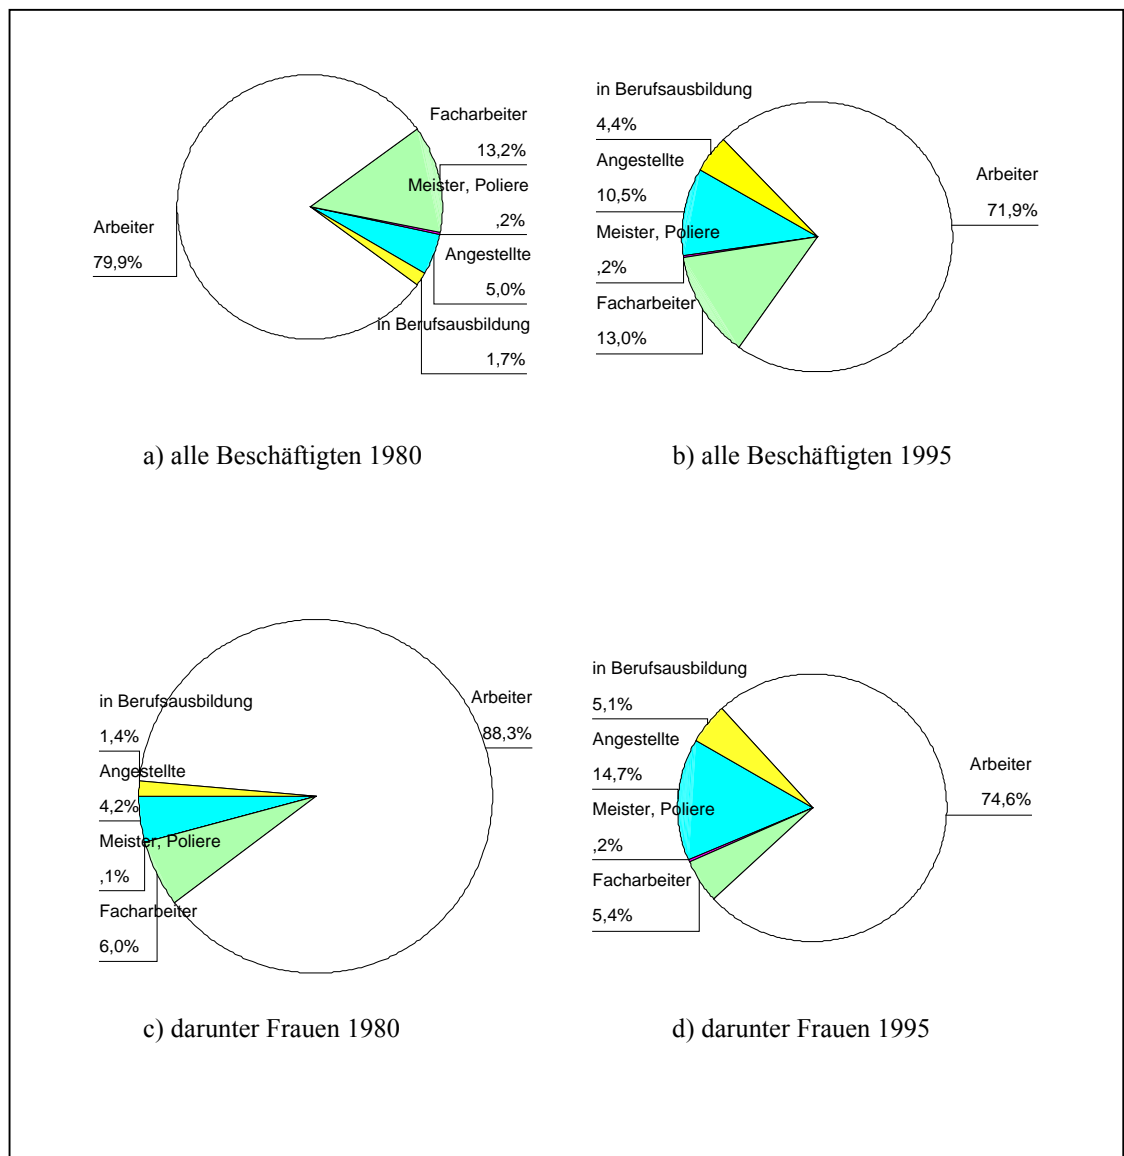 Facharbeiter
13,2%
Meister, Poliere
,2%
Arbeiter
79,9%
Angestellte
5,0%
in Berufsausbildung
1,7%
a) alle Beschäftigten 1980
in Berufsausbildung
4,4%
Angestellte
10,5%
Arbeiter
71,9%
Meister, Poliere
,2%
Facharbeiter
13,0%
b) alle Beschäftigten 1995
in Berufsausbildung
1,4%
Arbeiter
88,3%
Angestellte
4,2%
Meister, Poliere
,1%
Facharbeiter
6,0%
c) darunter Frauen 1980
in Berufsausbildung
5,1%
Angestellte
14,7%
Arbeiter
74,6%
Meister, Poliere
,2%
Facharbeiter
5,4%
d) darunter Frauen 1995